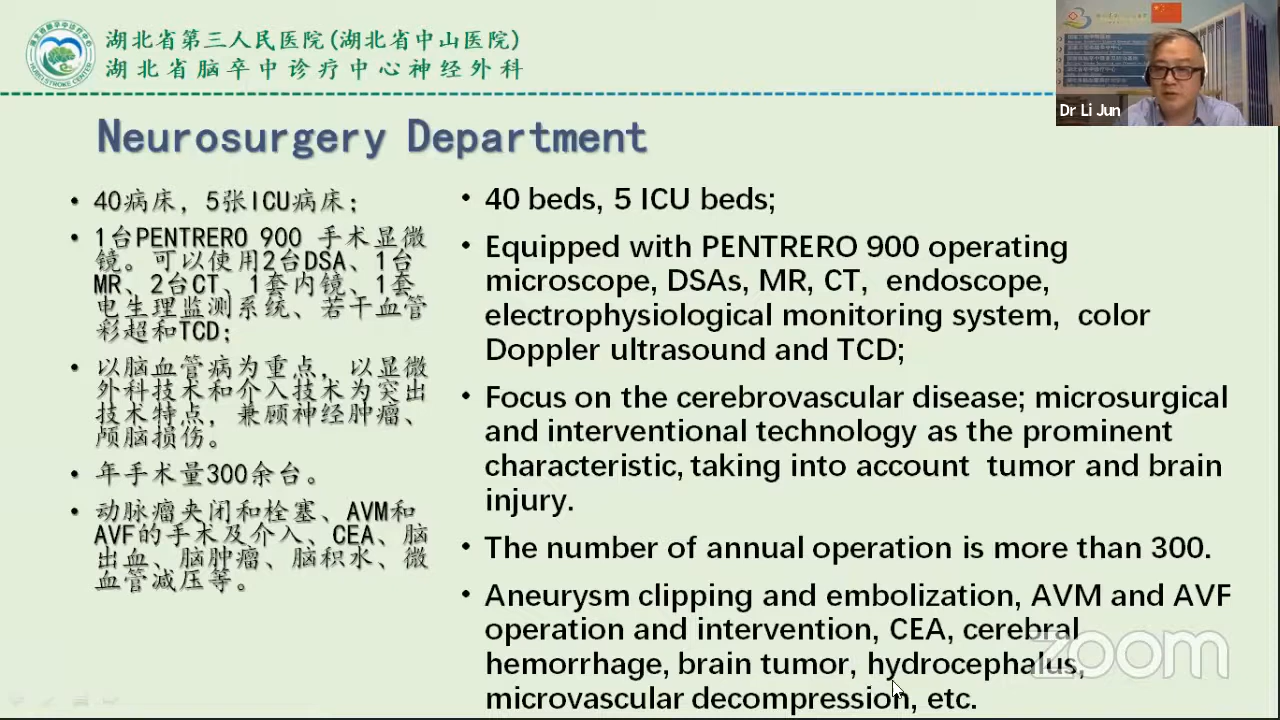 湖北省第三人民医院(湖北省中山医院)
湖北省脑卒中诊疗中心神经外科
Dr Li Jun
Neurosurgery Department
• 40病床，5张ICU病床；
• 1台PENTRERO 900 手术显微
镜。可以使用2台DSA、1台
MR、2台CT、1套内镜、1套
电生理监测系统、若干血管
彩超和TCD；
• 以脑血管病为重点，以显微
外科技术和介入技术为突出
技术特点，兼顾神经肿瘤、
颅脑损伤。
• 年手术量300余台。
• 动脉瘤夹闭和栓塞、AVM和
AVF的手术及介入、CEA、脑
出血、脑肿瘤、脑积水、微
血管减压等。
• 40 beds, 5 ICU beds;
• Equipped with PENTRERO 900 operating
microscope, DSAs, MR, CT, endoscope,
electrophysiological monitoring system, color
Doppler ultrasound and TCD;
• Focus on the cerebrovascular disease; microsurgical
and interventional technology as the prominent
characteristic, taking into account tumor and brain
injury.
• The number of annual operation is more than 300.
• Aneurysm clipping and embolization, AVM and AVF
operation and intervention, CEA, cerebral
hemorrhage, brain tumor, hydrocephalus,
microvascular decompression, etc.
zoom